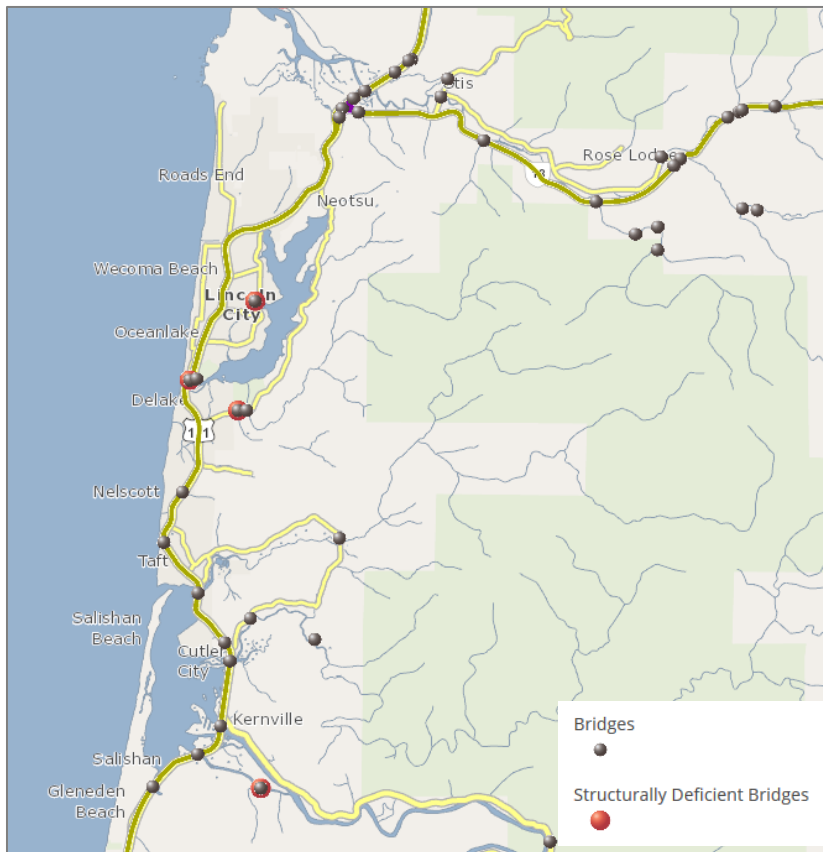 Otis
Roads End
Rose Lodge
18
Neotsu
Wecoma Beach
Lincoln
City
Oceanlake
Delake
101
Nelscott
Taft
Salishan
Beach
Cutler
City
Kernville
Bridges
Salishan
Structurally Deficient Bridges
Gleneden
Beach